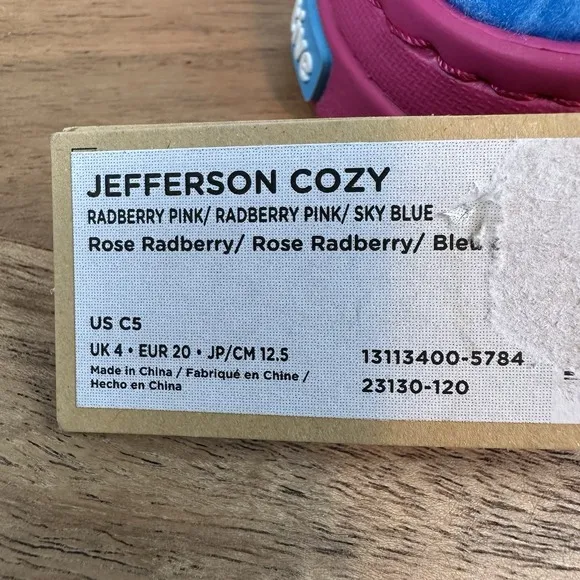 JEFFERSON COZY
RADBERRY PINK/ RADBERRY PINK/ SKY BLUE
Rose Radberry/ Rose Radberry/ Bleu
US C5
UK 4 • EUR 20 • JP/CM 12.5
Made in China / Fabriqué en Chine /
Hecho en China
13113400-5784
23130-120